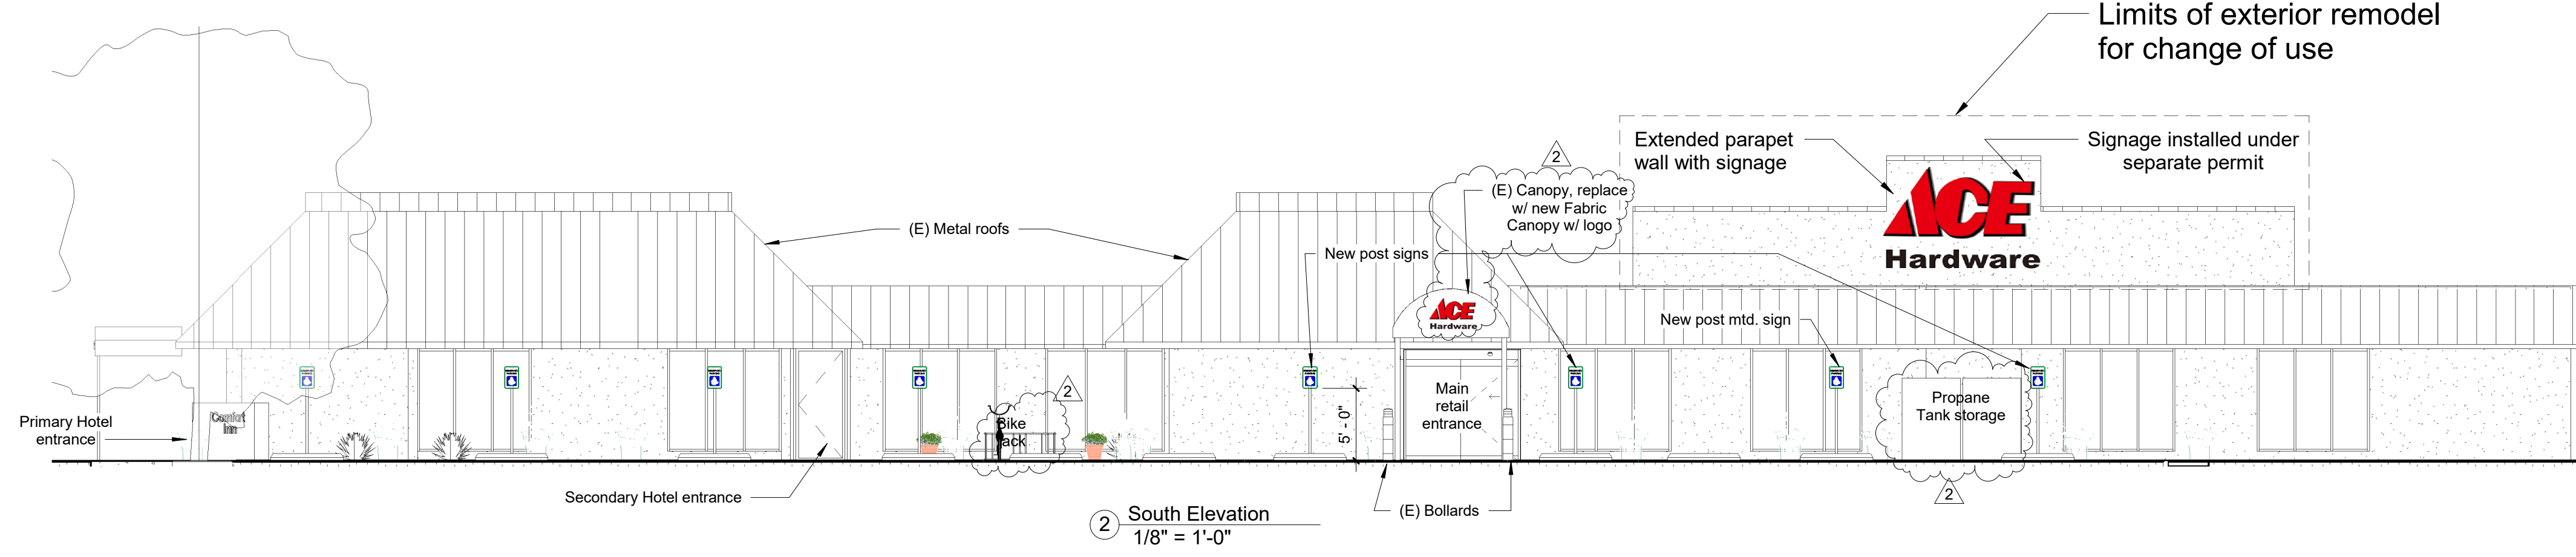 Limits of exterior remodel
for change of use
Extended parapet
wall with signage
Signage installed under
separate permit
2
(E) Canopy, replace
w/ new Fabric
Canopy w/ logo
ACE
Hardware
(E) Metal roofs
New post signs
ACE
Hardware
New post mtd. sign
2
Primary Hotel
entrance
Comfort
Inn
Bike
rack
5'-0"
Main
retail
entrance
Propane
Tank storage
Secondary Hotel entrance
(E) Bollards
2
2
South Elevation
1/8" = 1'-0"